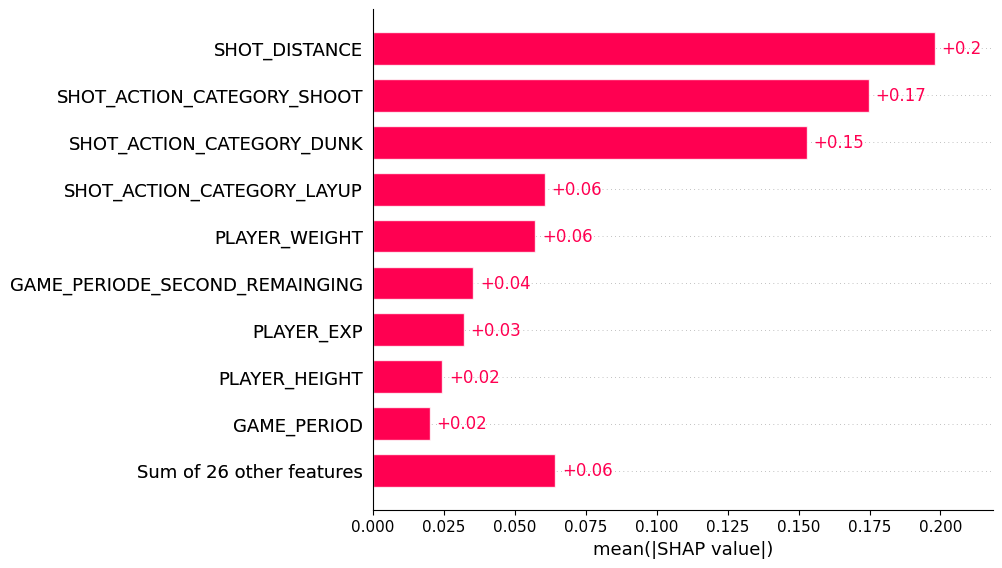 SHOT_DISTANCE +0.2
SHOT_ACTION_CATEGORY_SHOOT +0.17
SHOT_ACTION_CATEGORY_DUNK +0.15
SHOT_ACTION_CATEGORY_LAYUP +0.06
PLAYER_WEIGHT +0.06
GAME_PERIODE_SECOND_REMAINGING +0.04
PLAYER_EXP +0.03
PLAYER_HEIGHT +0.02
GAME_PERIOD +0.02
Sum of 26 other features +0.06
0.000 0.025 0.050 0.075 0.100 0.125 0.150 0.175 0.200
mean(|SHAP value|)